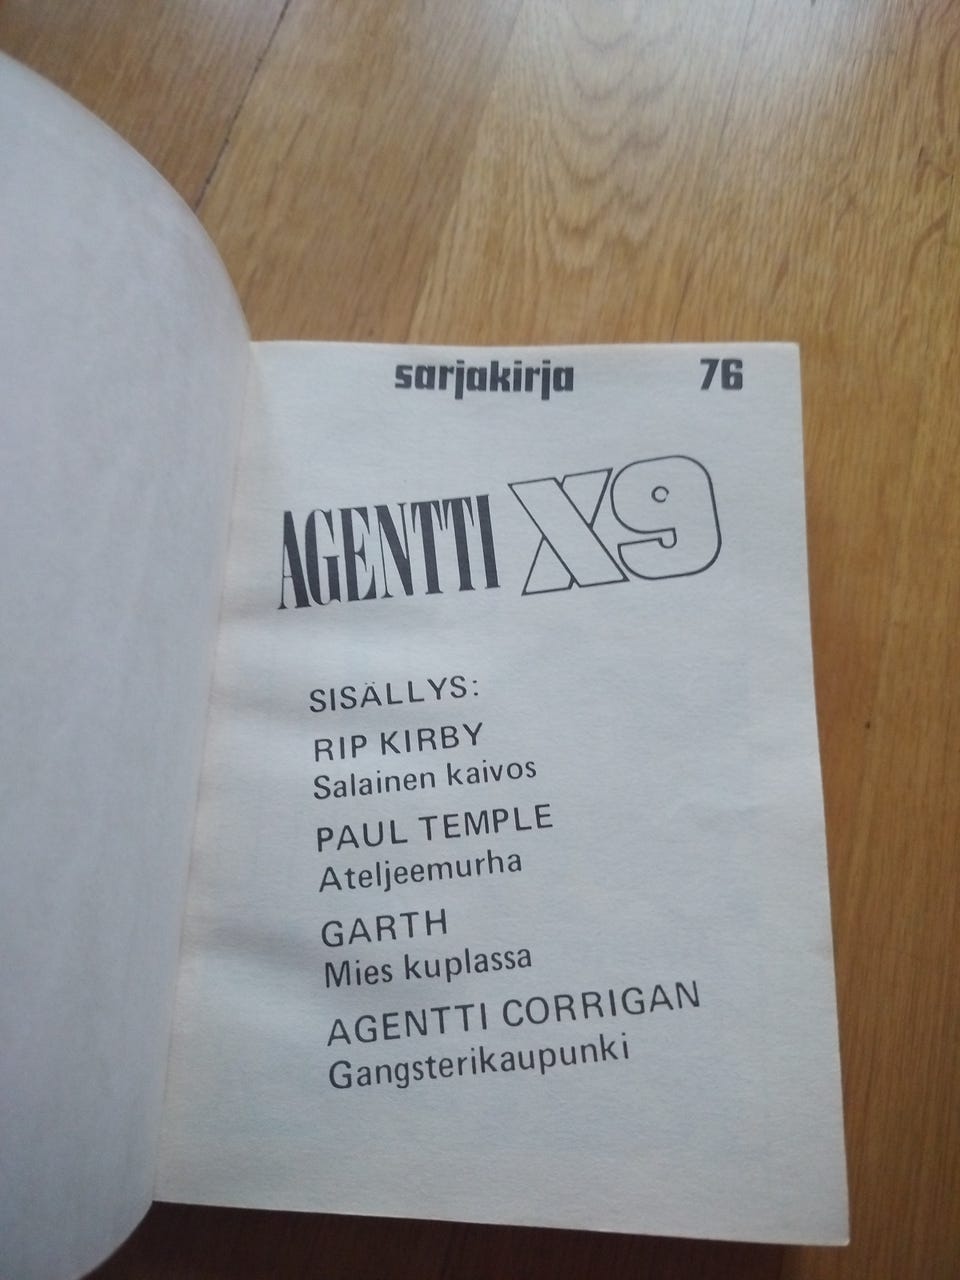 sarjakirja 76
AGENTTI X9
SISÄLLYS:
RIP KIRBY
Salainen kaivos
PAUL TEMPLE
Ateljeemurha
GARTH
Mies kuplassa
AGENTTI CORRIGAN
Gangsterikaupunki